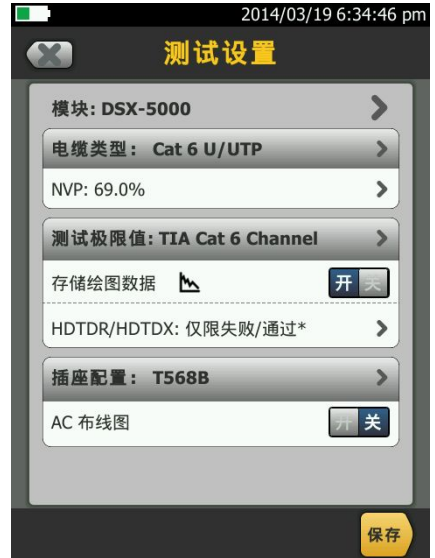 2014/03/19 6:34:46 pm
测试设置
模块: DSX-5000
电缆类型: Cat 6 U/UTP
NVP: 69.0%
测试极限值: TIA Cat 6 Channel
存储绘图数据 开 关
HDTDR/HDTDX: 仅限失败/通过*
插座配置: T568B
AC 布线图 开 关
保存